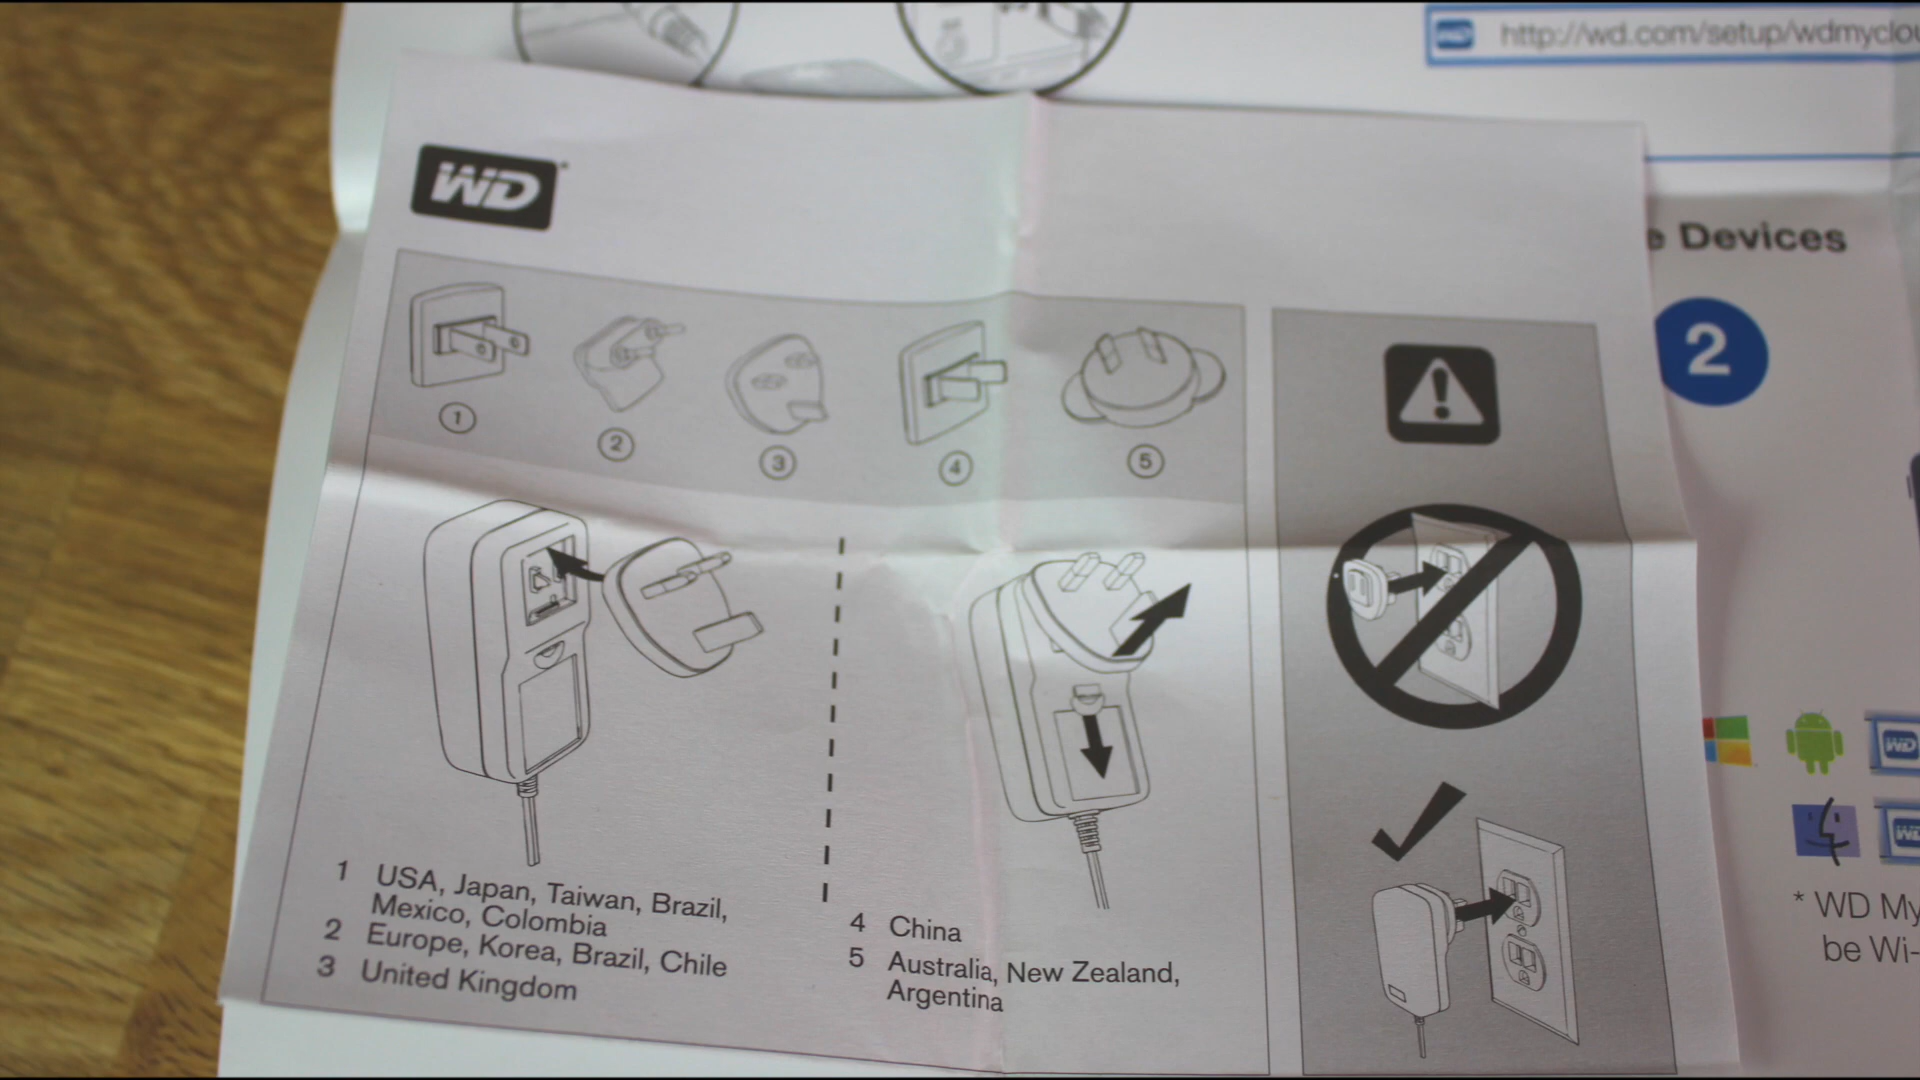 http://wd.com/setup/wdmyclou
WD
e Devices
2
1
2
3
4
5
1 USA, Japan, Taiwan, Brazil,
Mexico, Colombia
2 Europe, Korea, Brazil, Chile
3 United Kingdom
4 China
5 Australia, New Zealand,
Argentina
WD
WD
* WD My
be Wi-